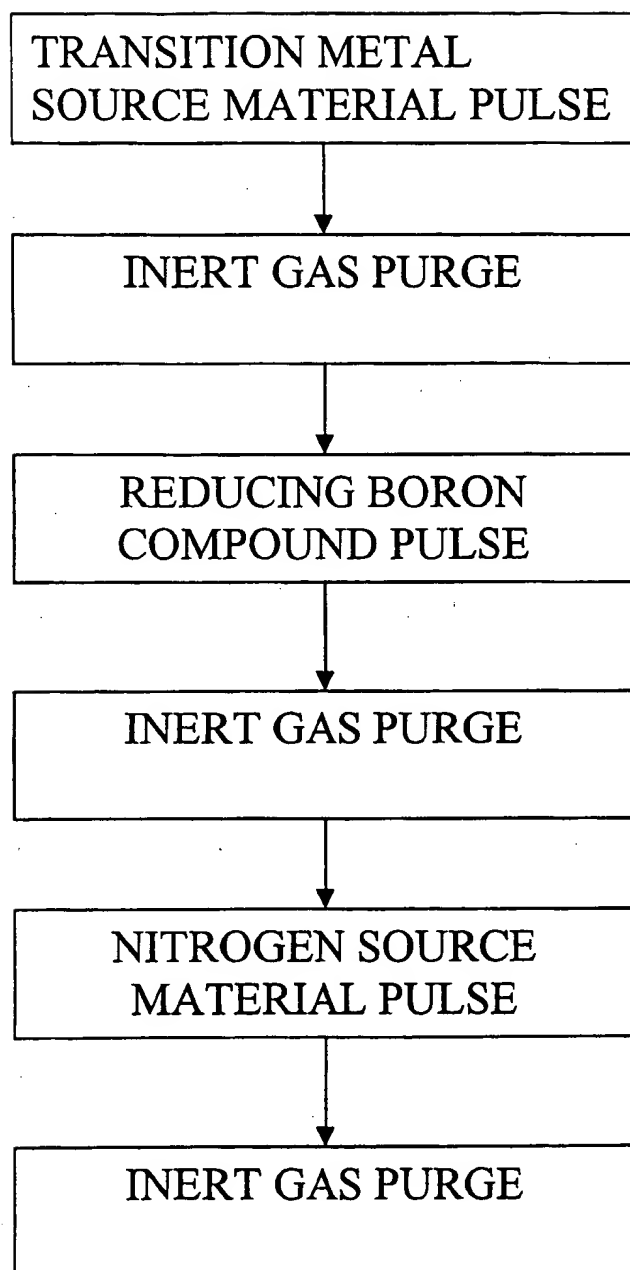 TRANSITION METAL
SOURCE MATERIAL PULSE
INERT GAS PURGE
REDUCING BORON
COMPOUND PULSE
INERT GAS PURGE
NITROGEN SOURCE
MATERIAL PULSE
INERT GAS PURGE